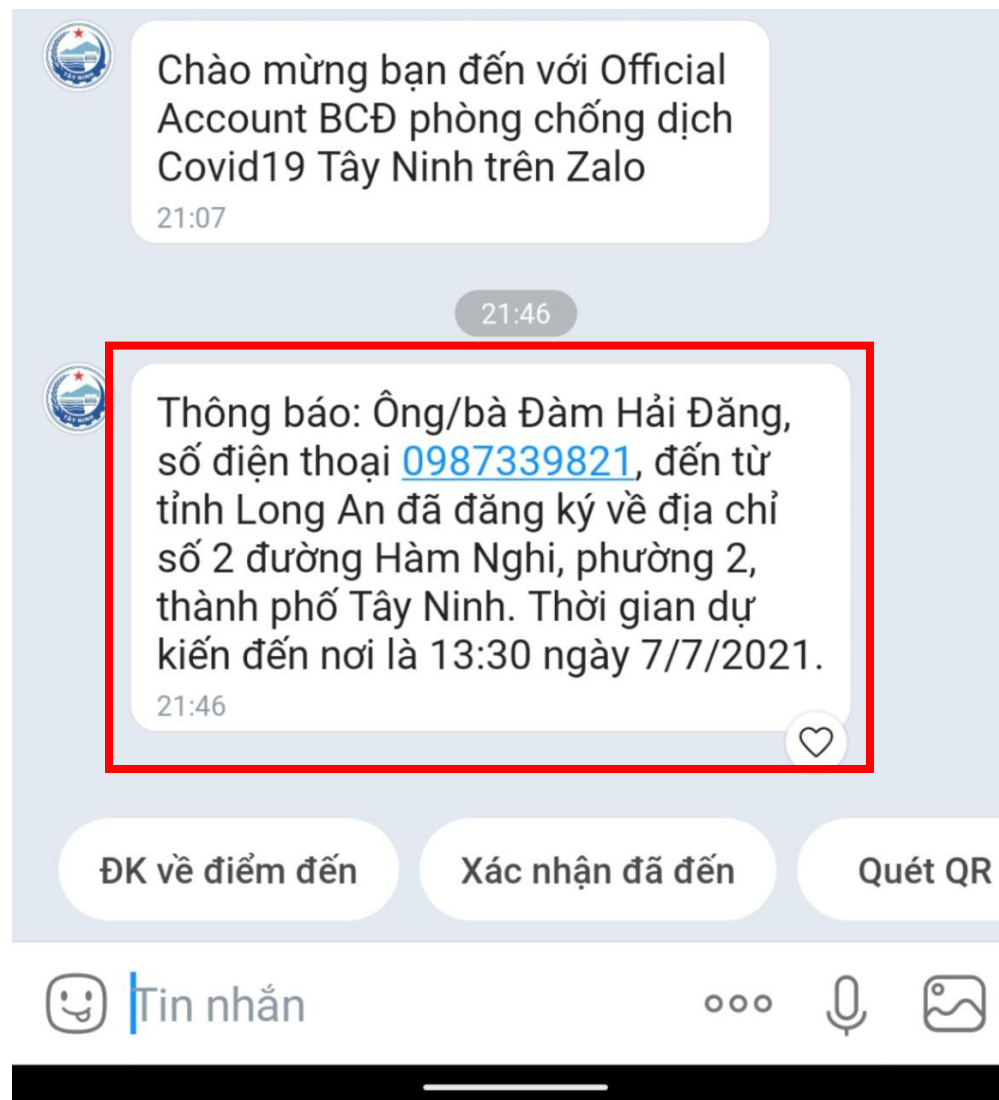 Chào mừng bạn đến với Official
Account BCĐ phòng chống dịch
Covid19 Tây Ninh trên Zalo
21:07
21:46
Thông báo: Ông/bà Đàm Hải Đăng,
số điện thoại 0987339821, đến từ
tỉnh Long An đã đăng ký về địa chỉ
số 2 đường Hàm Nghi, phường 2,
thành phố Tây Ninh. Thời gian dự
kiến đến nơi là 13:30 ngày 7/7/2021.
21:46
ĐK về điểm đến Xác nhận đã đến Quét QR
Tin nhắn